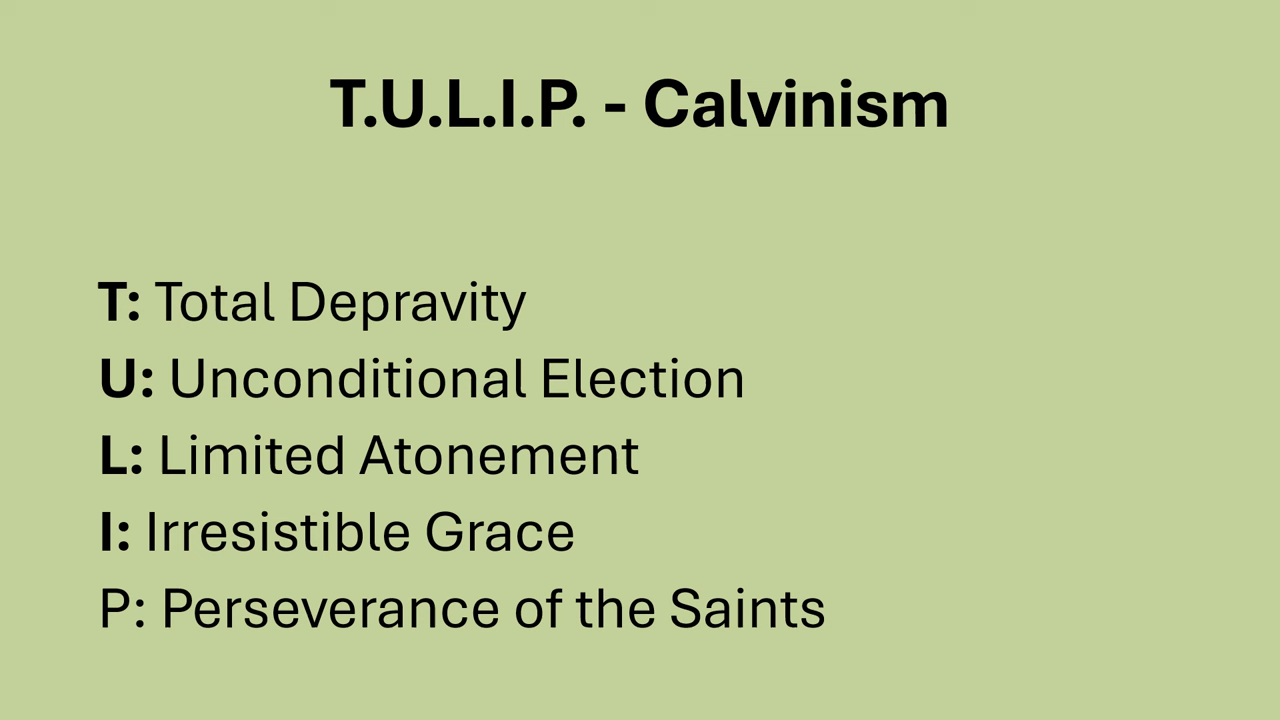 T.U.L.I.P. - Calvinism
T: Total Depravity
U: Unconditional Election
L: Limited Atonement
I: Irresistible Grace
P: Perseverance of the Saints